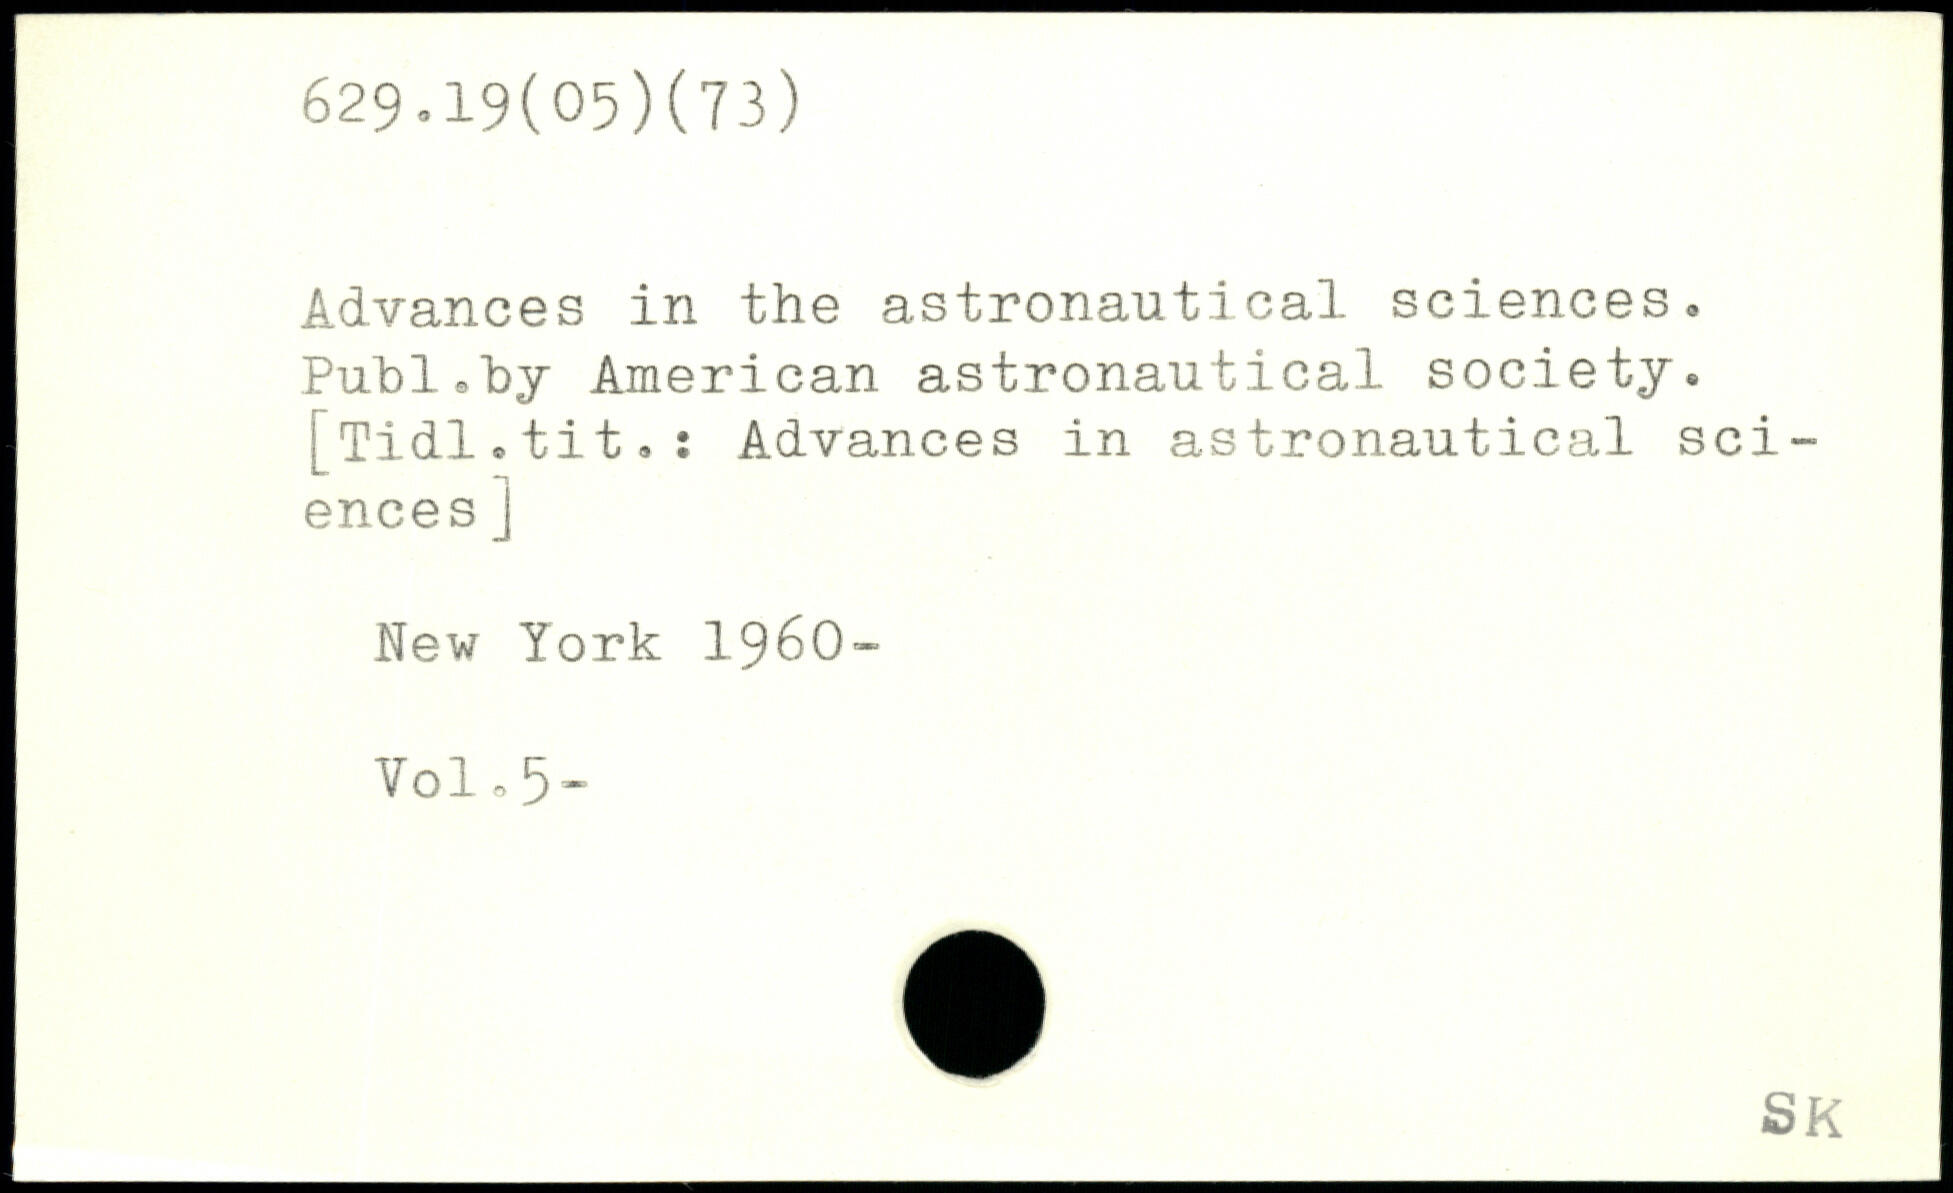 629.19(05)(73)
Advances in the astronautical sciences.
Publ.by American astronautical society.
[Tidl.tit.: Advances in astronautical sci-
ences]
New York 1960-
Vol.5-
SK